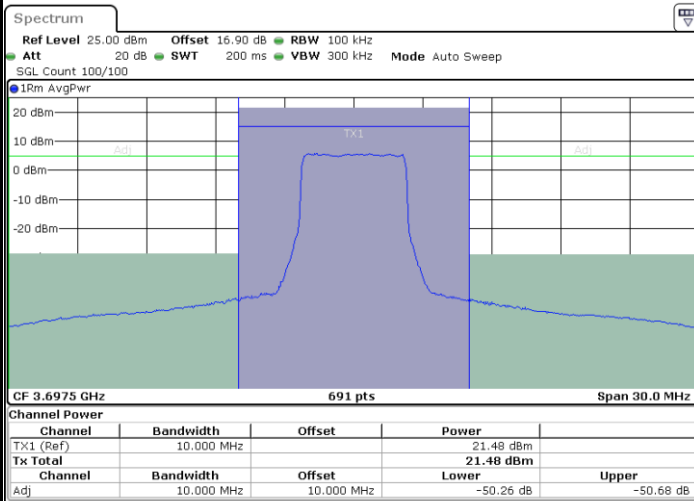 Spectrum
Ref Level 25.00 dBm Offset 16.90 dB RBW 100 kHz
Att 20 dB SWT 200 ms VBW 300 kHz Mode Auto Sweep
SGL Count 100/100
1Rm AvgPwr
20 dBm
TX1
10 dBm
Adj Adj
0 dBm
-10 dBm
-20 dBm
CF 3.6975 GHz 691 pts Span 30.0 MHz
Channel Power
Channel Bandwidth Offset Power
TX1 (Ref) 10.000 MHz 21.48 dBm
Tx Total 21.48 dBm
Channel Bandwidth Offset Lower Upper
Adj 10.000 MHz 10.000 MHz -50.26 dB -50.68 dB